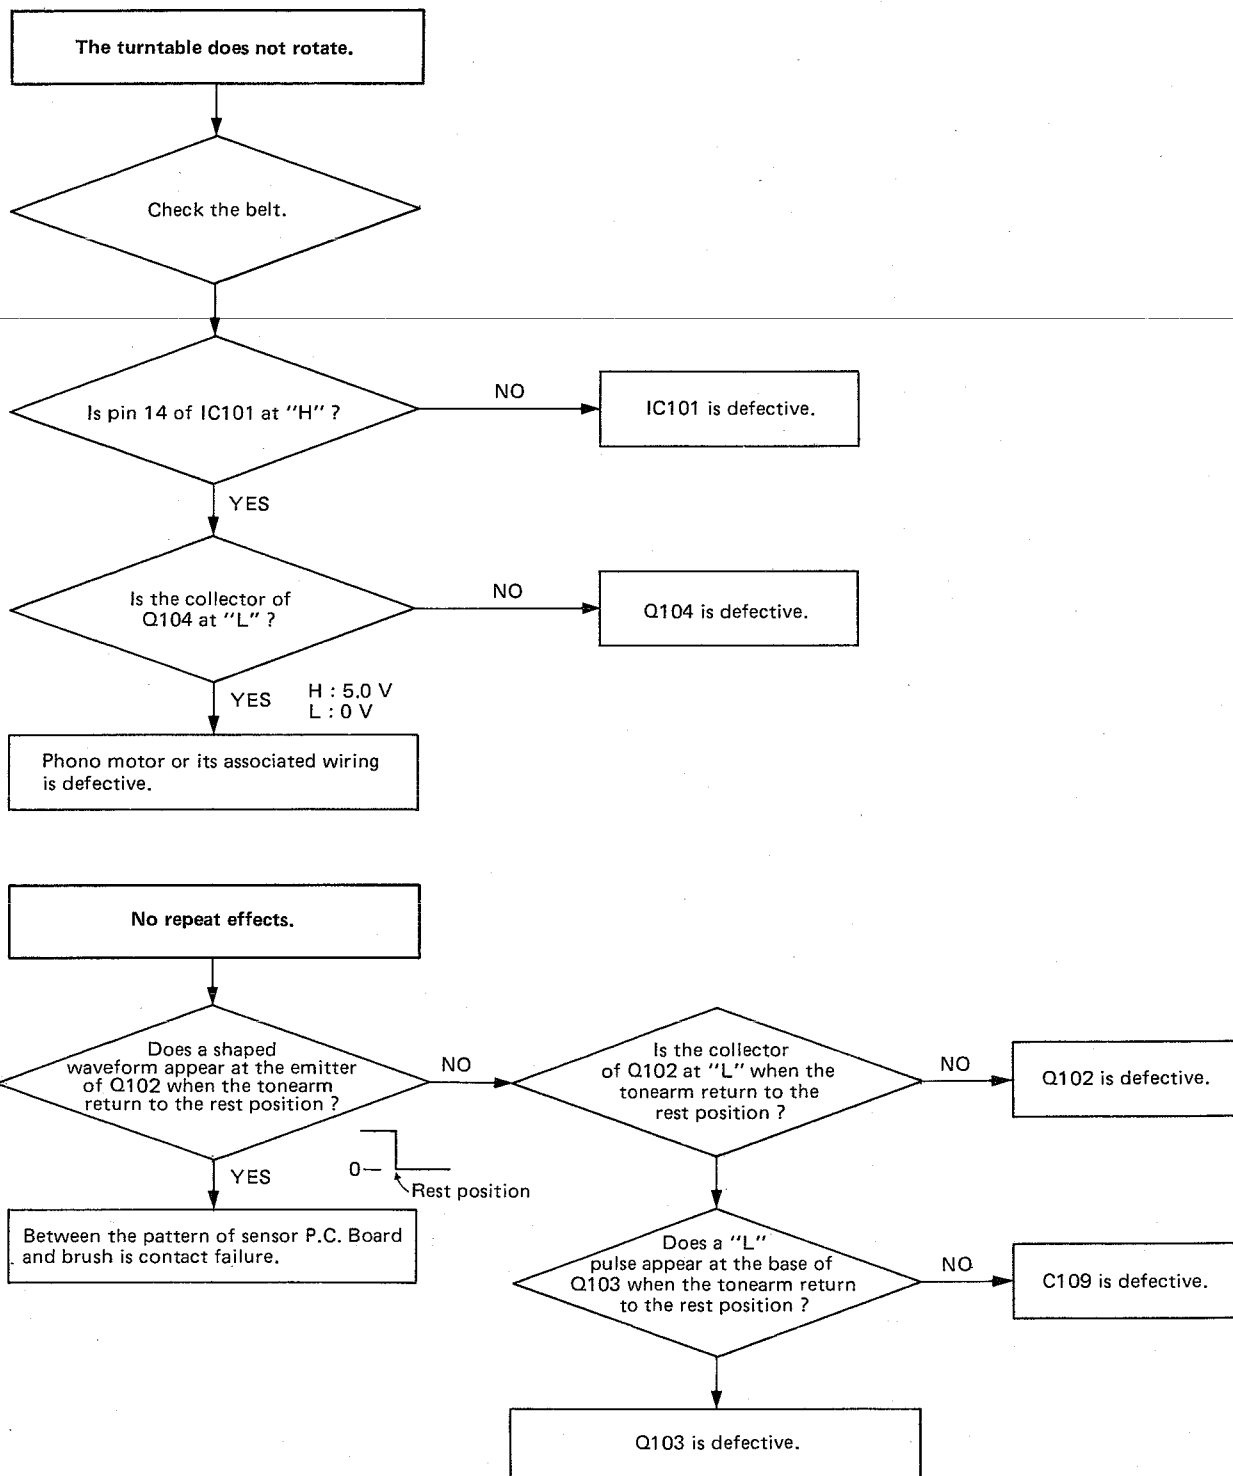 The turntable does not rotate.
Check the belt.
Is pin 14 of IC101 at "H" ?
NO
IC101 is defective.
YES
Is the collector of
Q104 at "L" ?
NO
Q104 is defective.
YES
H : 5.0 V
L : 0 V
Phono motor or its associated wiring
is defective.
No repeat effects.
Does a shaped
waveform appear at the emitter
of Q102 when the tonearm
return to the rest position ?
NO
Is the collector
of Q102 at "L" when the
tonearm return to the
rest position ?
NO
Q102 is defective.
YES
0
Rest position
Between the pattern of sensor P.C. Board
and brush is contact failure.
Does a "L"
pulse appear at the base of
Q103 when the tonearm return
to the rest position ?
NO
C109 is defective.
Q103 is defective.